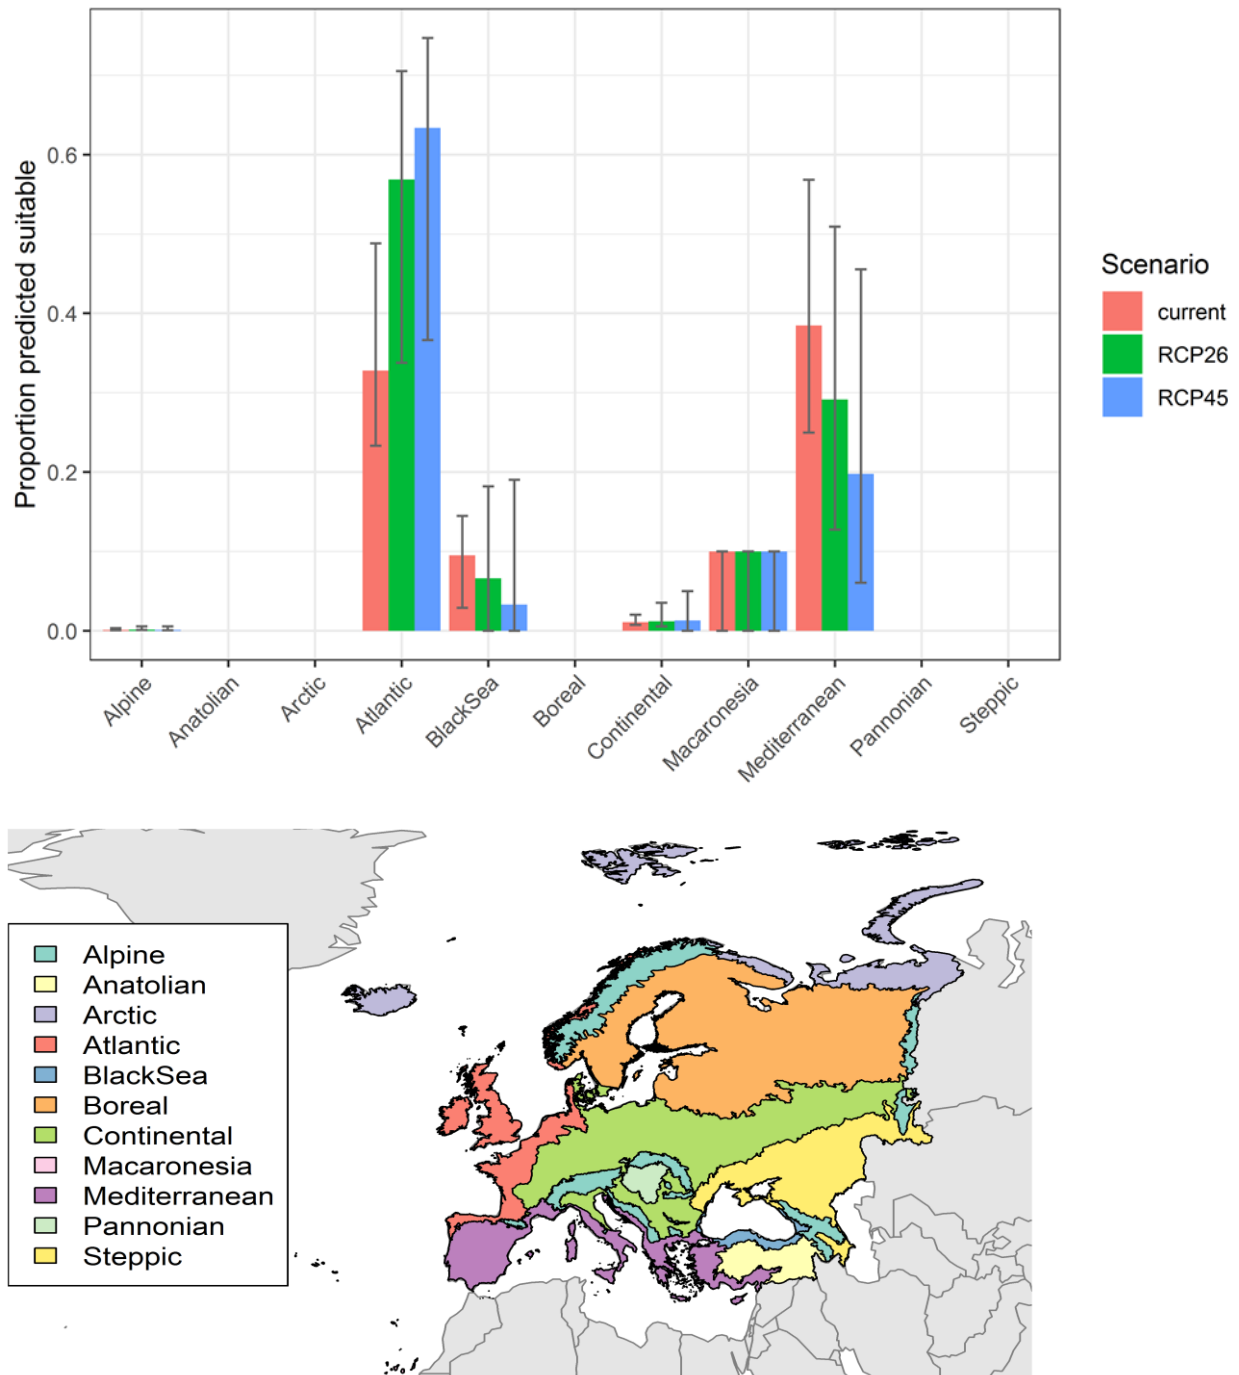 Proportion predicted suitable
0.6
0.4
0.2
0.0
Alpine
Anatolian
Arctic
Atlantic
BlackSea
Boreal
Continental
Macaronesia
Mediterranean
Pannonian
Steppic
Scenario
current
RCP26
RCP45
Alpine
Anatolian
Arctic
Atlantic
BlackSea
Boreal
Continental
Macaronesia
Mediterranean
Pannonian
Steppic